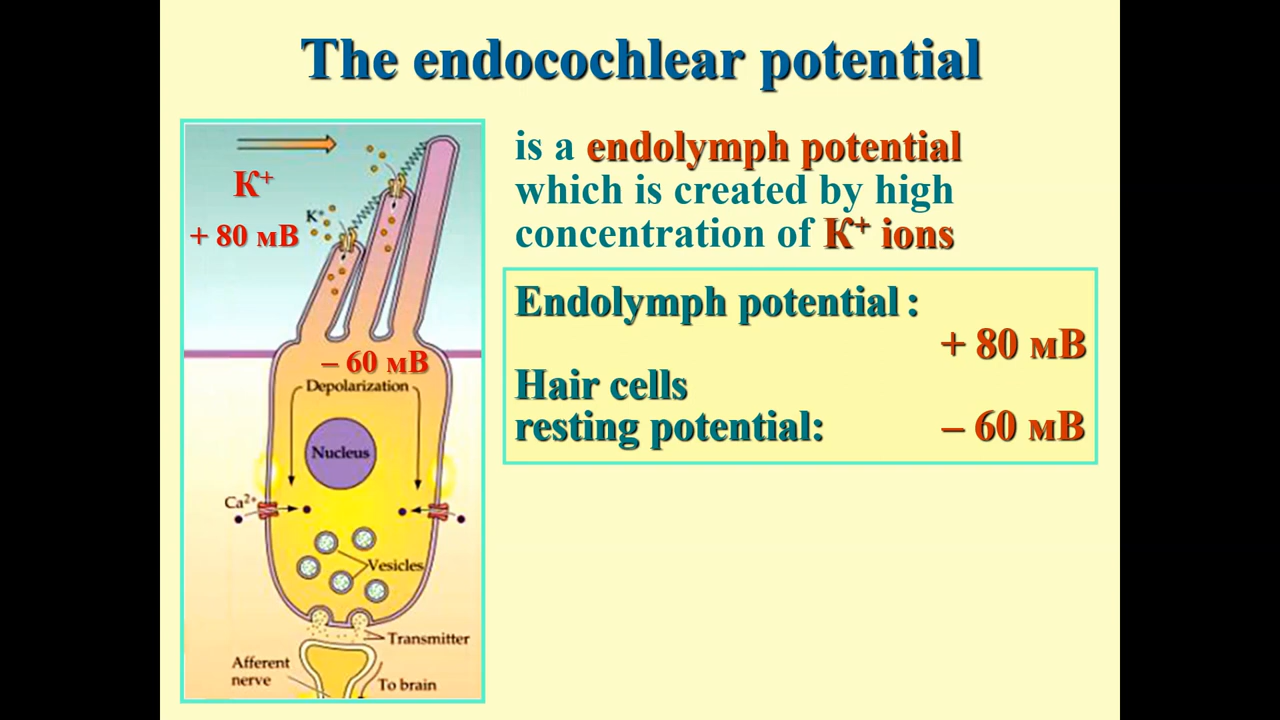 The endocochlear potential
К⁺
+ 80 мВ
K⁺
– 60 мВ
Depolarization
Nucleus
Ca²⁺
Vesicles
Transmitter
Afferent
nerve
To brain
is a endolymph potential
which is created by high
concentration of К⁺ ions
Endolymph potential :
+ 80 мВ
Hair cells
resting potential: – 60 мВ